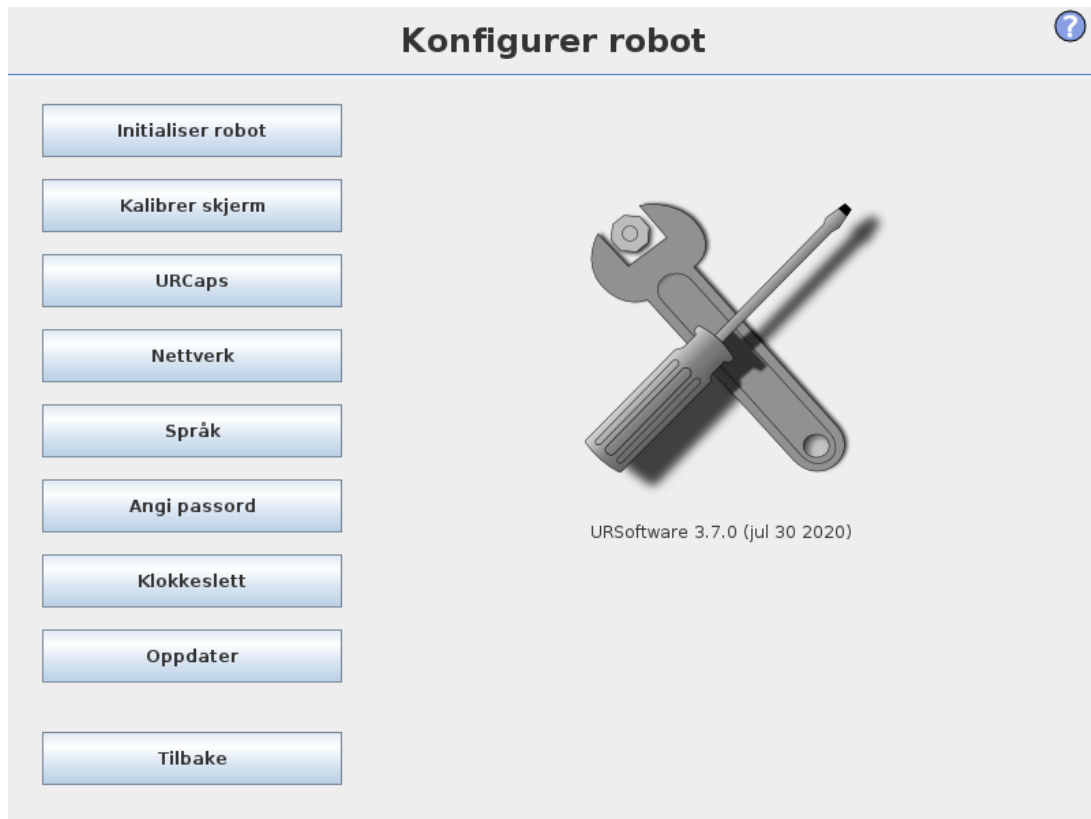 Konfigurer robot
?
Initialiser robot
Kalibrer skjerm
URCaps
Nettverk
Språk
Angi passord
Klokkeslett
Oppdater
Tilbake
URSoftware 3.7.0 (jul 30 2020)